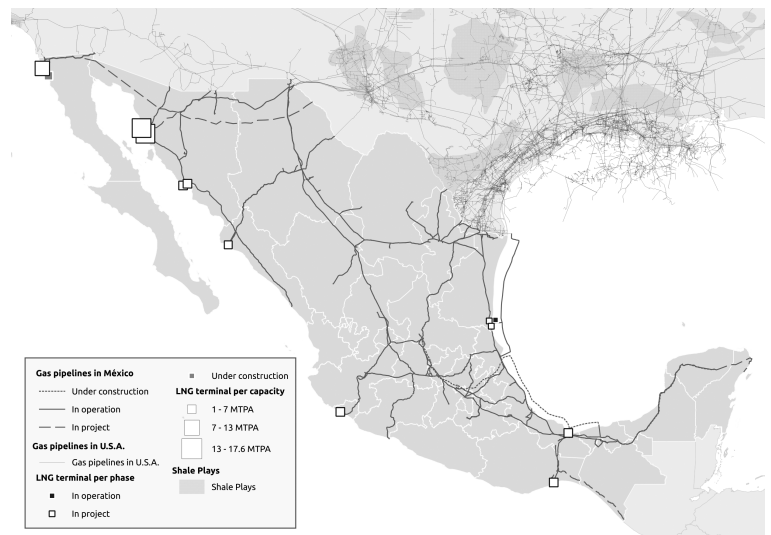 Gas pipelines in México
Under construction
In operation
In project
Gas pipelines in U.S.A.
Gas pipelines in U.S.A.
LNG terminal per phase
In operation
In project
Under construction
LNG terminal per capacity
1 - 7 MTPA
7 - 13 MTPA
13 - 17.6 MTPA
Shale Plays
Shale Plays